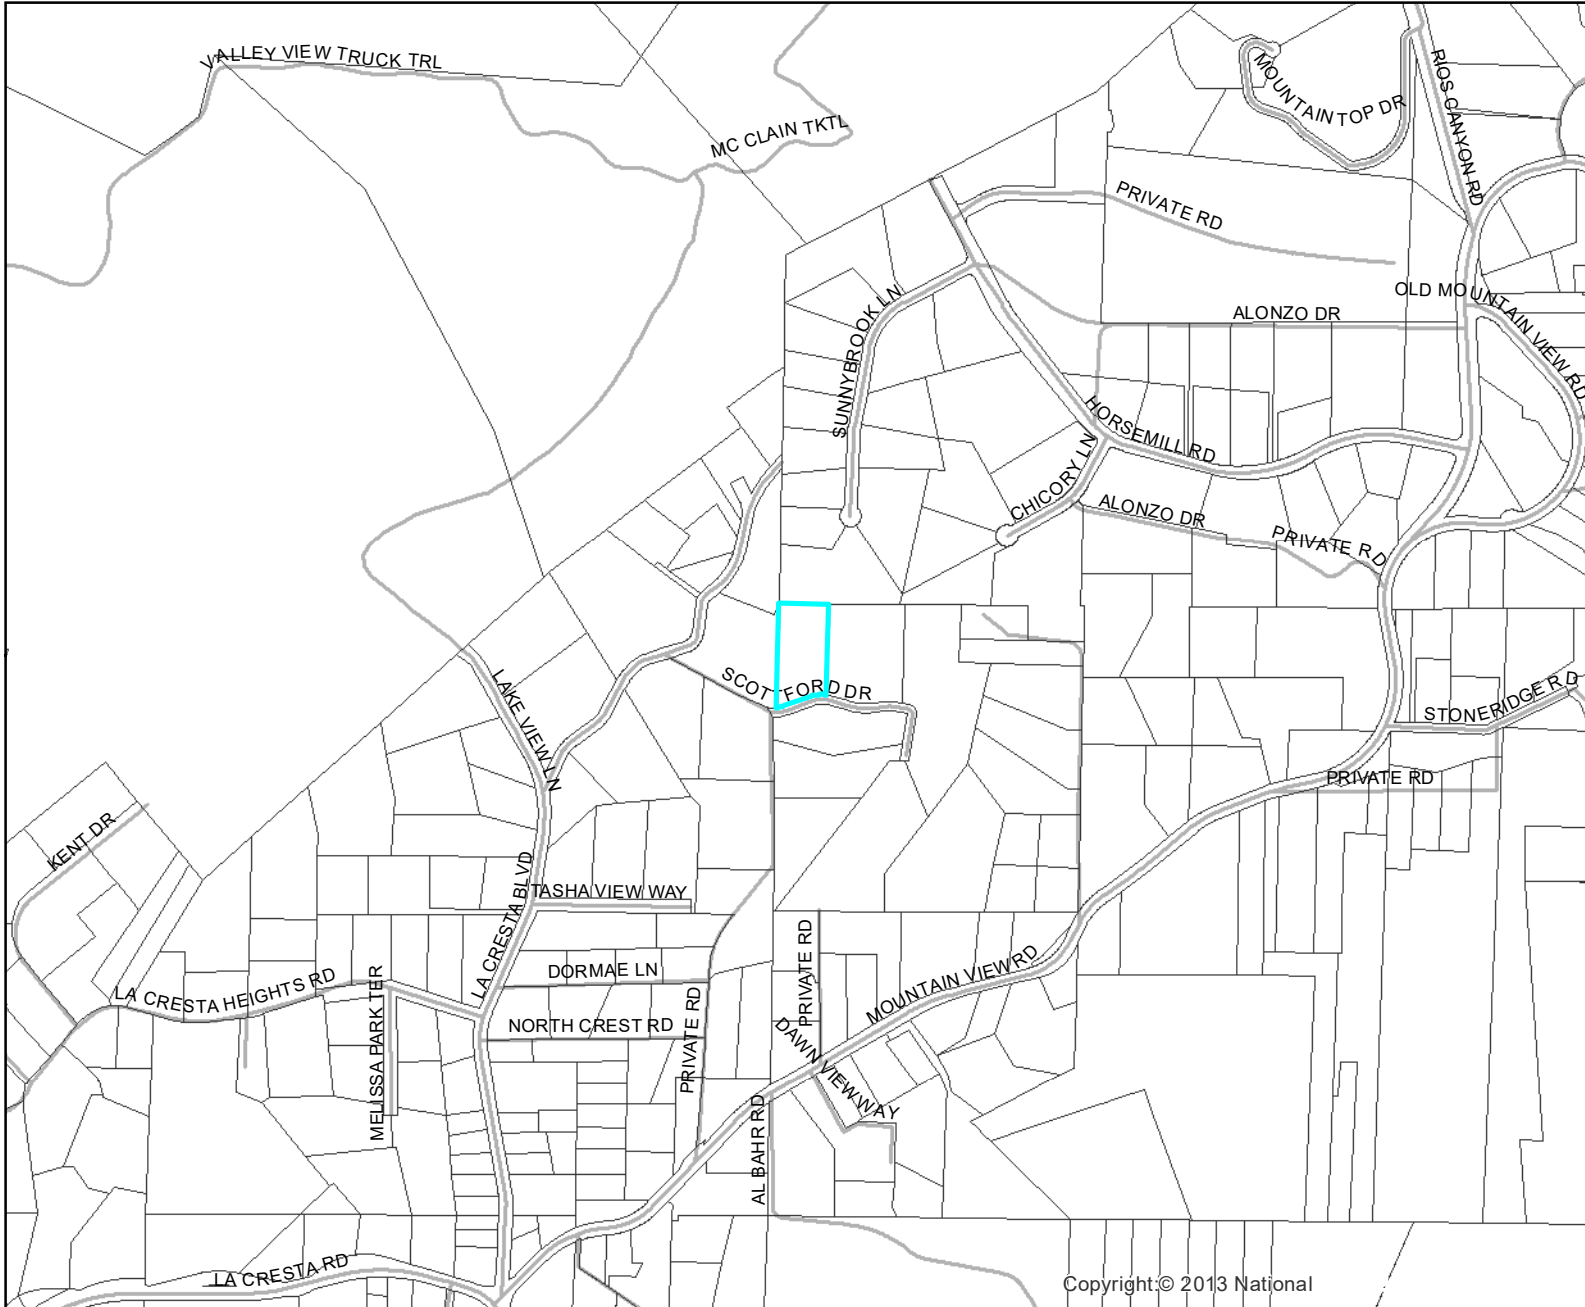 VALLEY VIEW TRUCK TRL
MC CLAIN TKTL
MOUNTAIN TOP DR
RIOS CANYON RD
PRIVATE RD
OLD MOUNTAIN VIEW RD
ALONZO DR
SUNNYBROOK LN
HORSEMILL RD
CHICORY LN
ALONZO DR
PRIVATE RD
SCOTTFORD DR
LAKE VIEW LN
STONERIDGE RD
PRIVATE RD
KENT DR
TASHA VIEW WAY
LA CRESTA BLVD
PRIVATE RD
DORMAE LN
LA CRESTA HEIGHTS RD
MOUNTAIN VIEW RD
MELISSA PARK TER
NORTH CREST RD
PRIVATE RD
DAWN VIEW WAY
AL BAHR RD
LA CRESTA RD
Copyright:© 2013 National